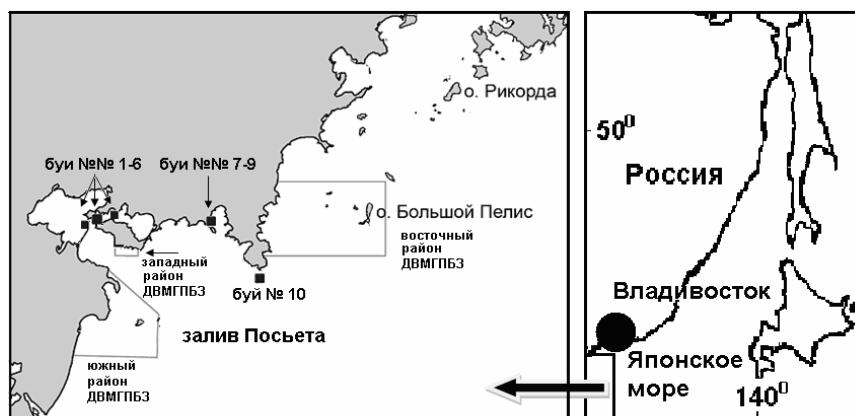 о. Рикорда
буи №№ 1-6
буи №№ 7-9
о. Большой Пелис
восточный
район
ДВМГПБЗ
западный
район
ДВМГПБЗ
буй № 10
залив Посьета
южный
район
ДВМГПБЗ
50⁰
Россия
Владивосток
Японское
море
140⁰